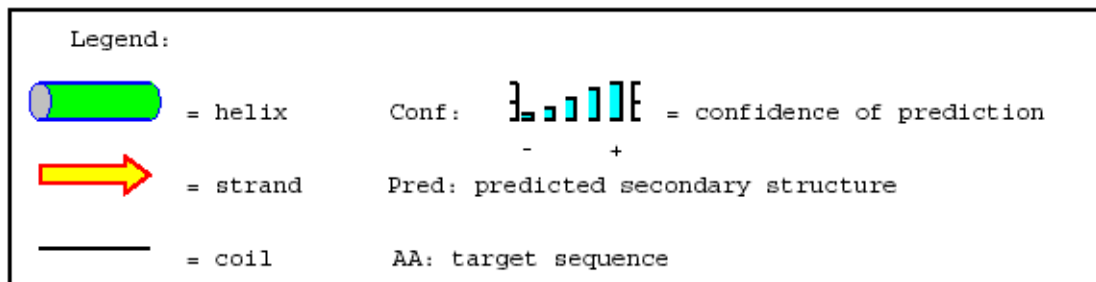 Legend:
= helix Conf: = confidence of prediction
- +
= strand Pred: predicted secondary structure
= coil AA: target sequence